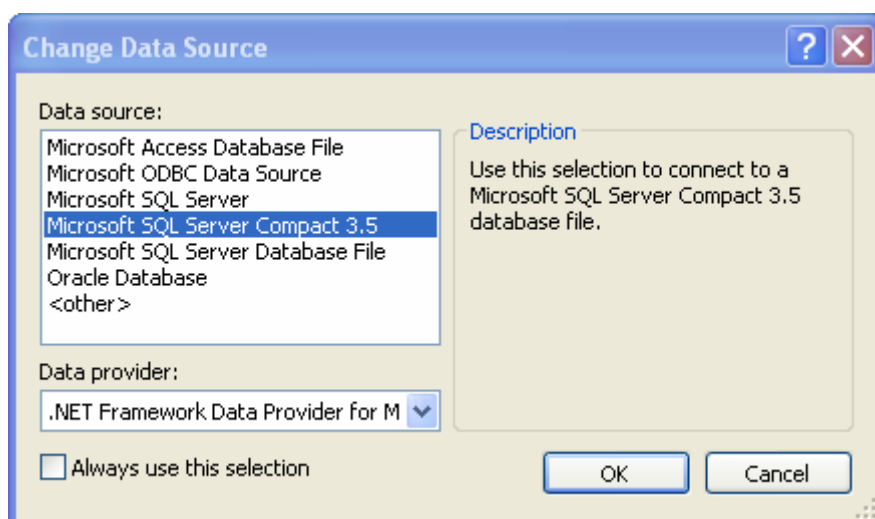 Change Data Source
Data source:
Microsoft Access Database File
Microsoft ODBC Data Source
Microsoft SQL Server
Microsoft SQL Server Compact 3.5
Microsoft SQL Server Database File
Oracle Database
<other>
Description
Use this selection to connect to a
Microsoft SQL Server Compact 3.5
database file.
Data provider:
.NET Framework Data Provider for M
Always use this selection
OK
Cancel